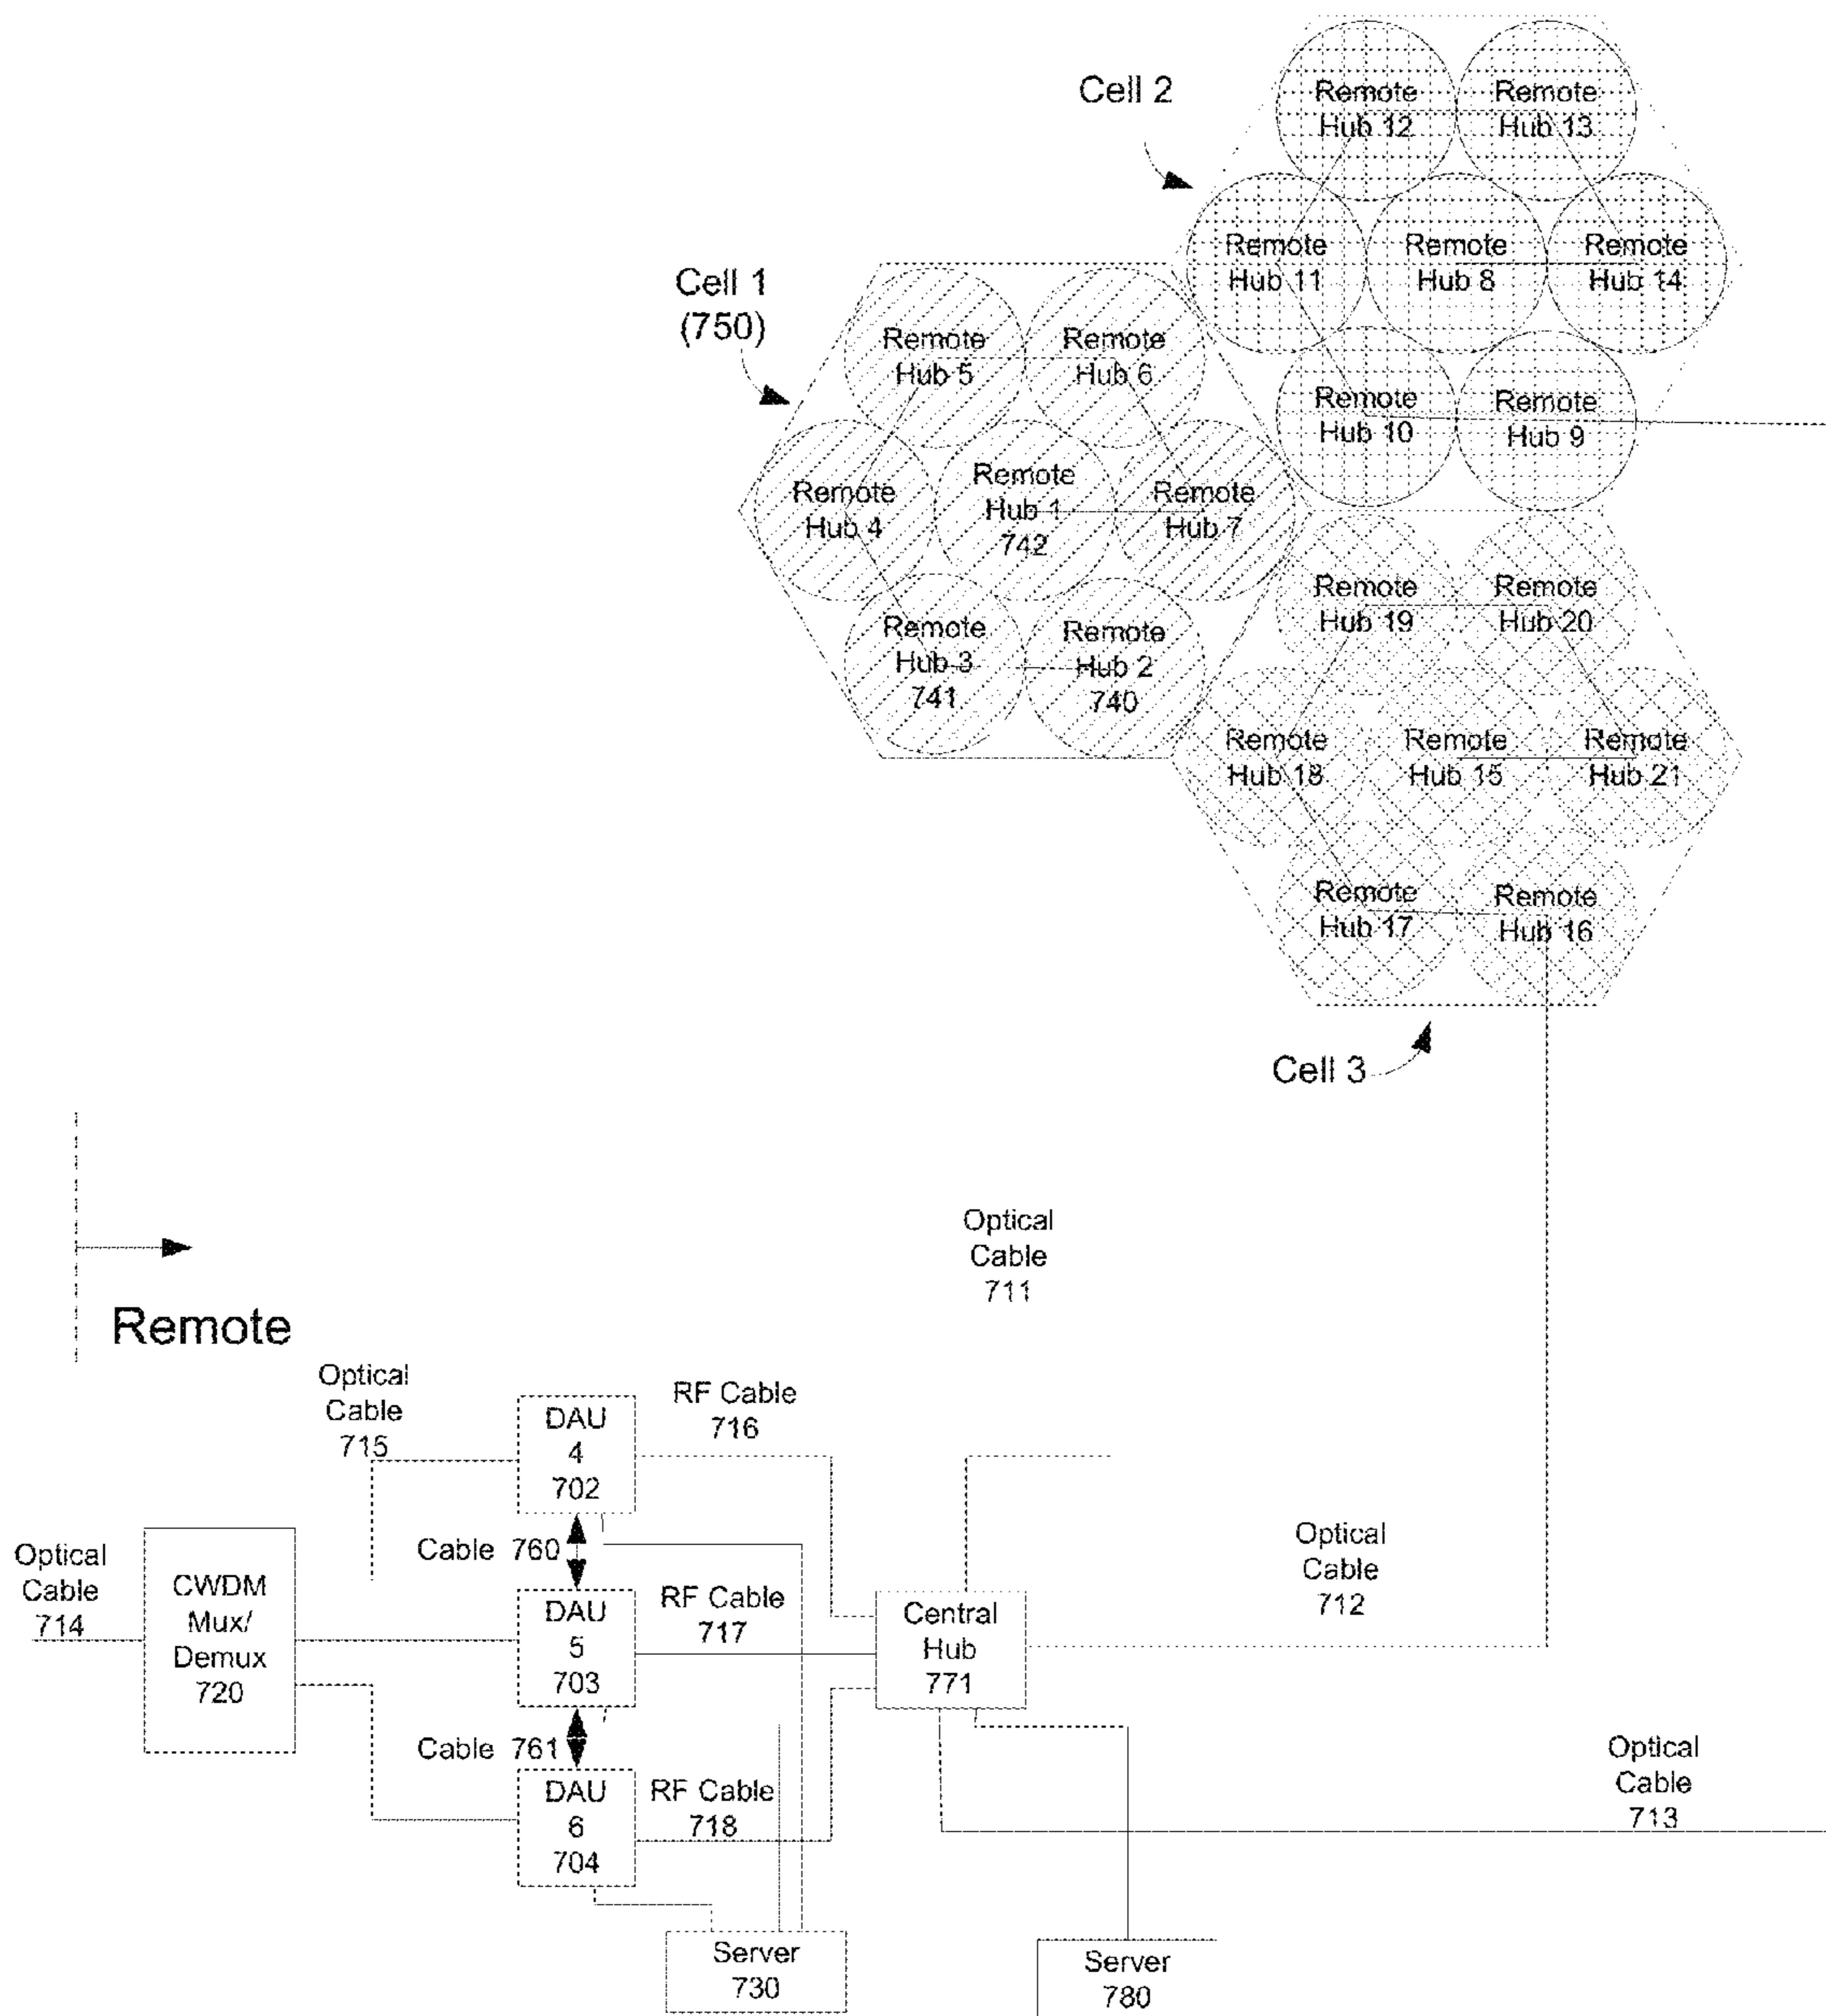 Cell 2
Remote
Hub 12
Remote
Hub 13
Remote
Hub 11
Remote
Hub 8
Remote
Hub 14
Remote
Hub 10
Remote
Hub 9
Cell 1
(750)
Remote
Hub 5
Remote
Hub 6
Remote
Hub 4
Remote
Hub 1
742
Remote
Hub 7
Remote
Hub 3
741
Remote
Hub 2
740
Remote
Hub 19
Remote
Hub 20
Remote
Hub 18
Remote
Hub 15
Remote
Hub 21
Remote
Hub 17
Remote
Hub 16
Cell 3
Remote
Optical
Cable
711
Optical
Cable
715
DAU
4
702
RF Cable
716
Optical
Cable
714
CWDM
Mux/
Demux
720
Cable 760
DAU
5
703
RF Cable
717
Central
Hub
771
Optical
Cable
712
Cable 761
DAU
6
704
RF Cable
718
Optical
Cable
713
Server
730
Server
780